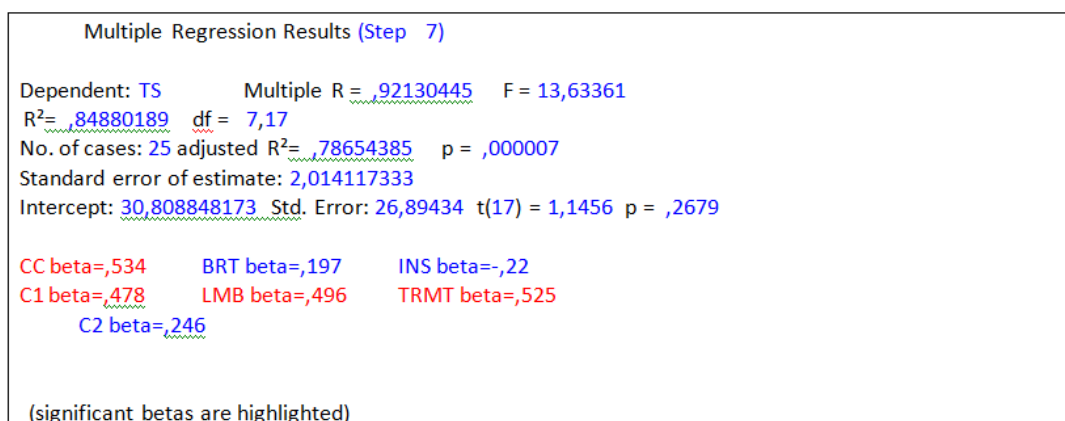 Multiple Regression Results (Step 7)
Dependent: TS Multiple R = ,92130445 F = 13,63361
R²= ,84880189 df = 7,17
No. of cases: 25 adjusted R²= ,78654385 p = ,000007
Standard error of estimate: 2,014117333
Intercept: 30,808848173 Std. Error: 26,89434 t(17) = 1,1456 p = ,2679
CC beta=,534 BRT beta=,197 INS beta=-,22
C1 beta=,478 LMB beta=,496 TRMT beta=,525
C2 beta=,246
(significant betas are highlighted)